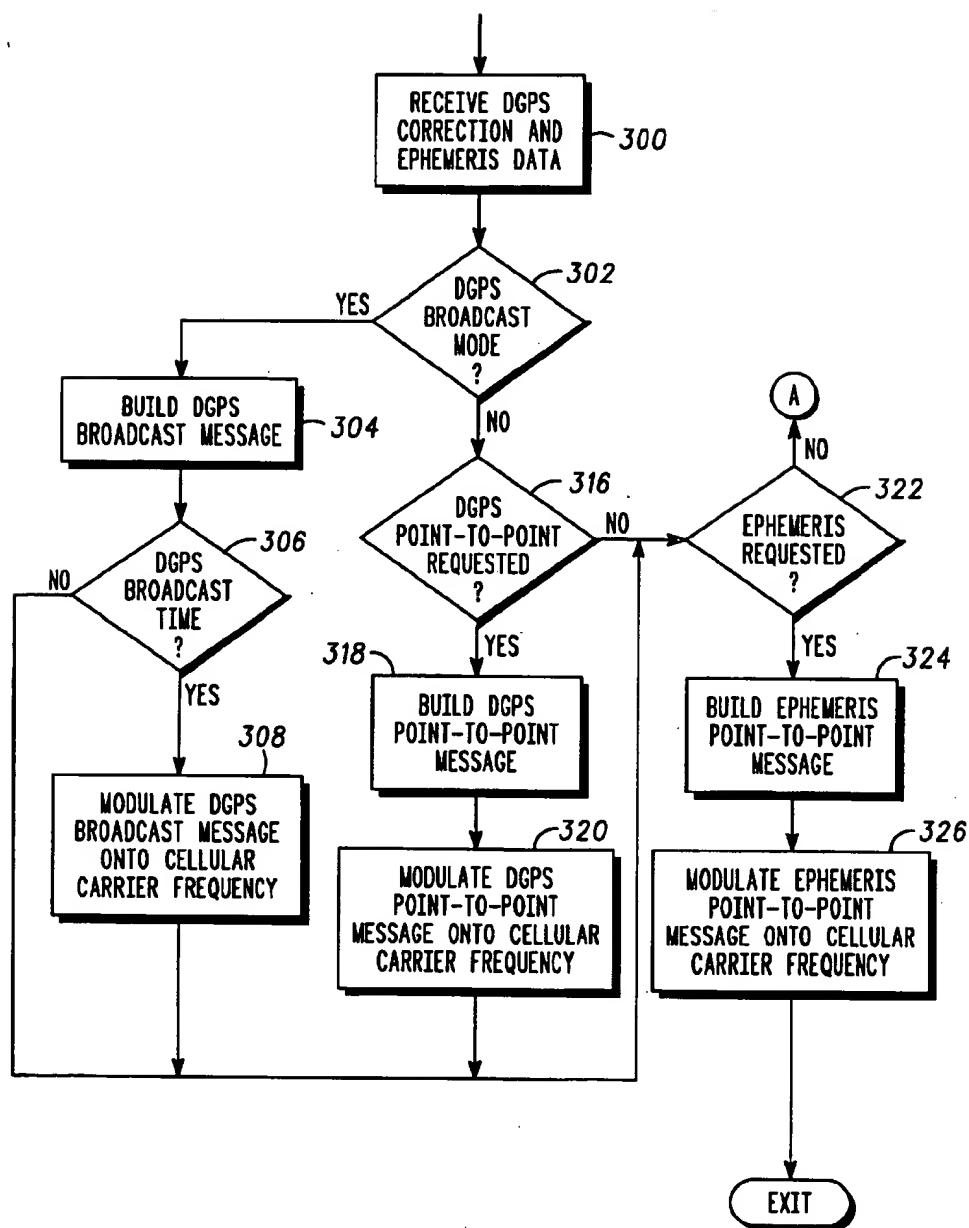 RECEIVE DGPS
CORRECTION AND
EPHEMERIS DATA
300
DGPS
BROADCAST
MODE
?
302
YES
NO
BUILD DGPS
BROADCAST MESSAGE
304
A
NO
DGPS
BROADCAST
TIME
?
306
NO
YES
DGPS
POINT-TO-POINT
REQUESTED
?
316
NO
YES
EPHEMERIS
REQUESTED
?
322
YES
MODULATE DGPS
BROADCAST MESSAGE
ONTO CELLULAR
CARRIER FREQUENCY
308
318
BUILD DGPS
POINT-TO-POINT
MESSAGE
324
BUILD EPHEMERIS
POINT-TO-POINT
MESSAGE
320
MODULATE DGPS
POINT-TO-POINT
MESSAGE ONTO CELLULAR
CARRIER FREQUENCY
326
MODULATE EPHEMERIS
POINT-TO-POINT
MESSAGE ONTO CELLULAR
CARRIER FREQUENCY
EXIT